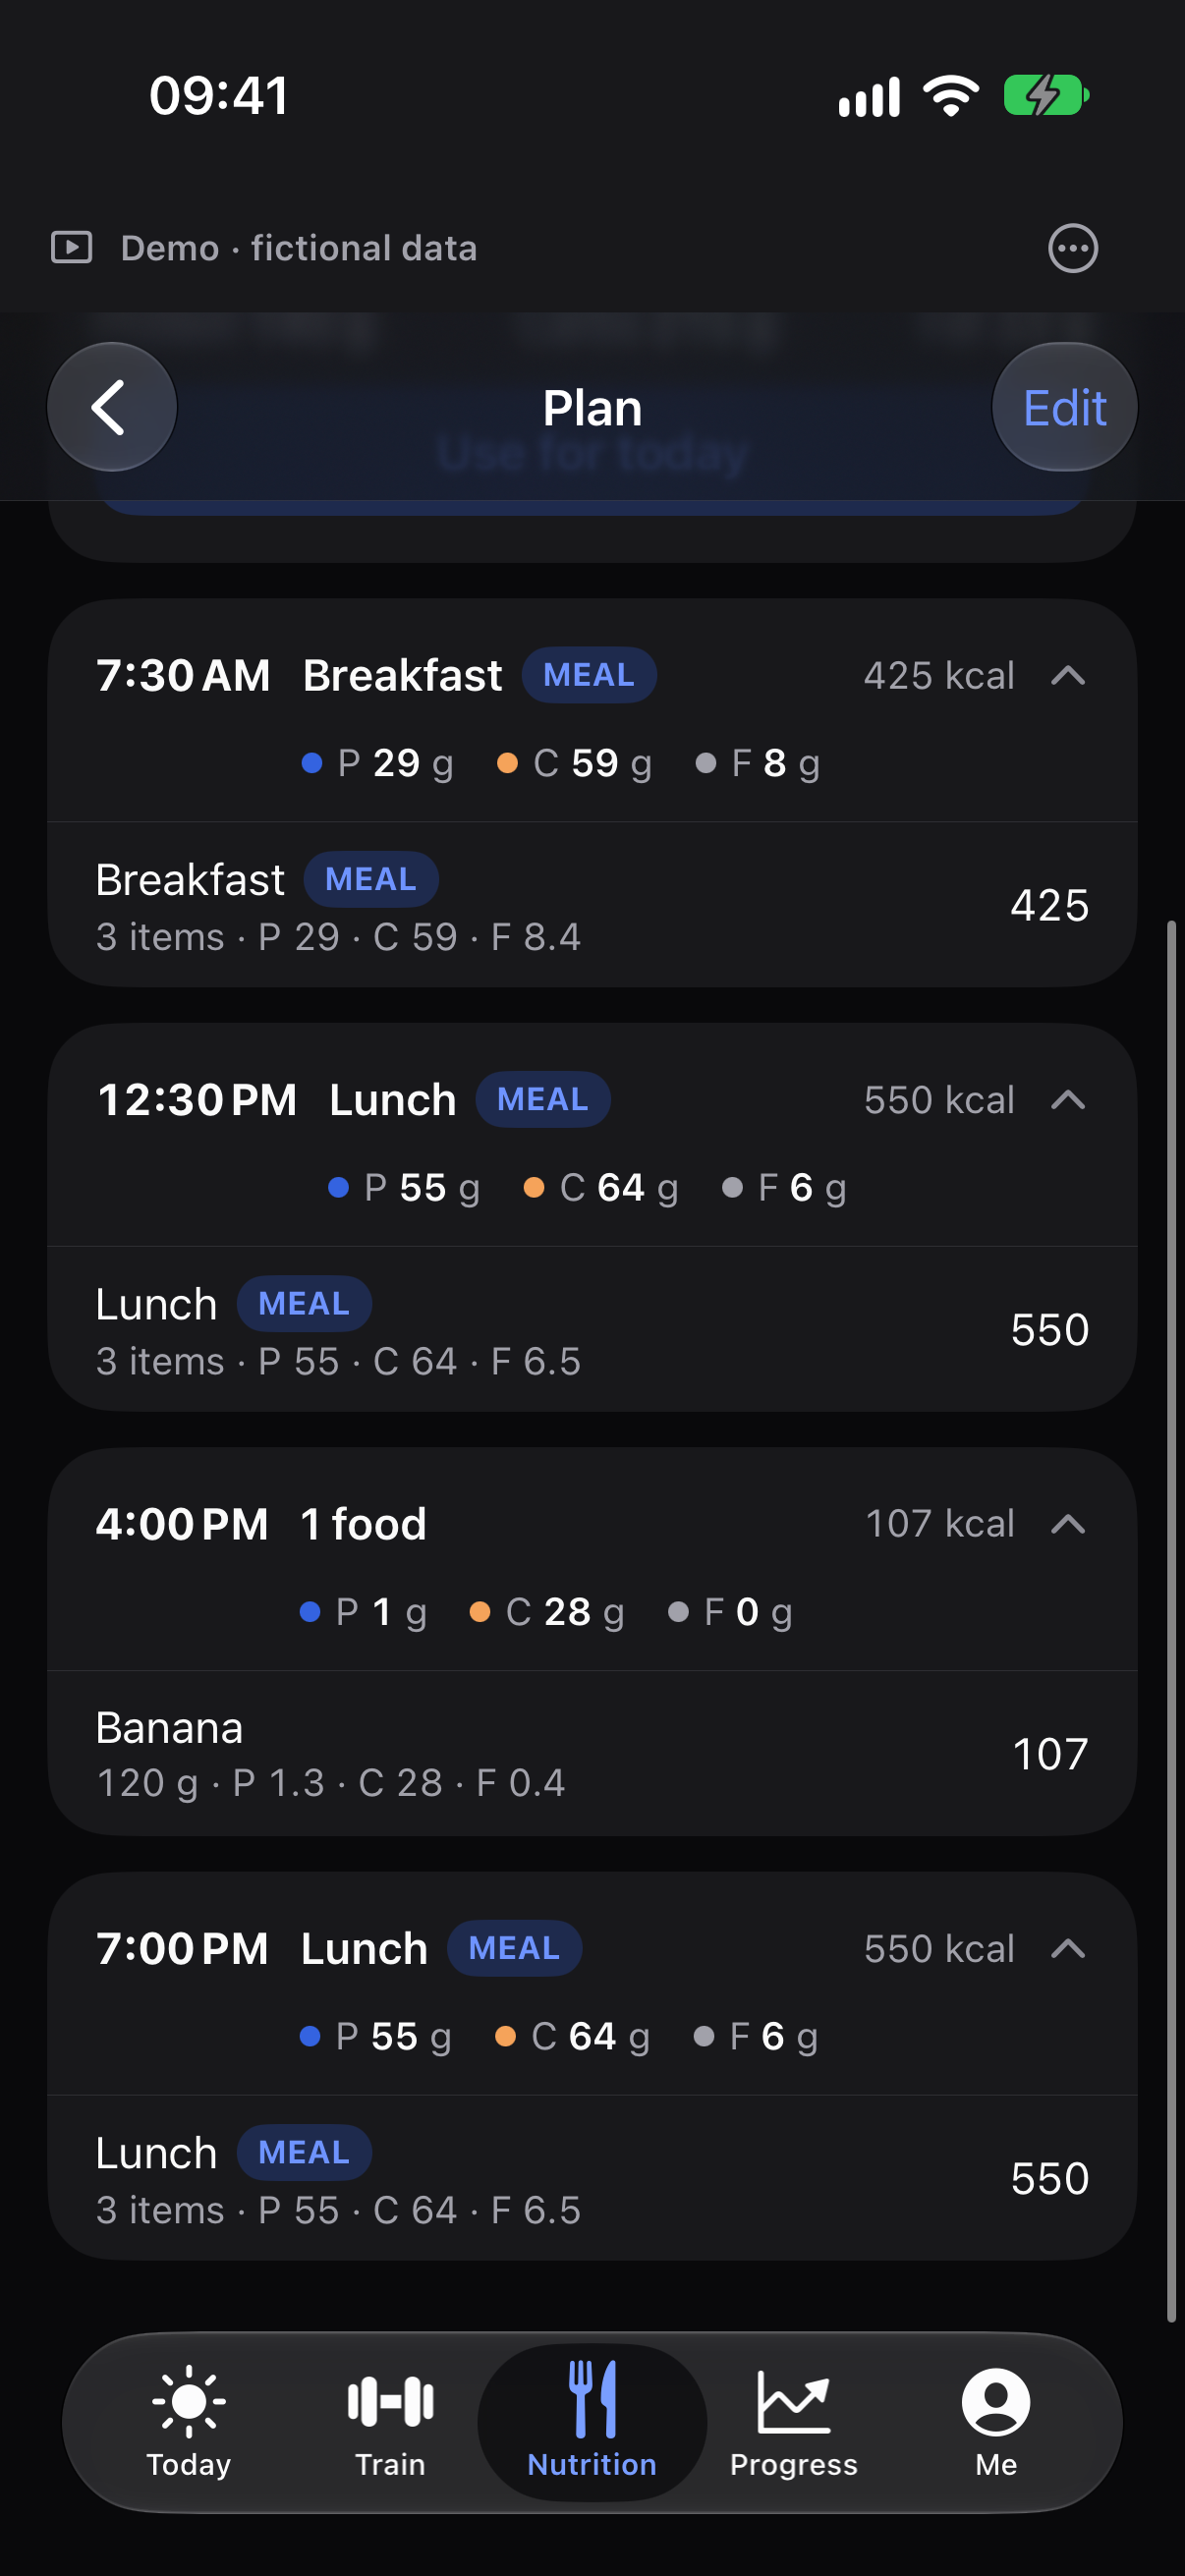 09:41
Demo · fictional data
Plan
Edit
Use for today
7:30 AM Breakfast MEAL 425 kcal
P 29 g C 59 g F 8 g
Breakfast MEAL
425
3 items · P 29 · C 59 · F 8.4
12:30 PM Lunch MEAL 550 kcal
P 55 g C 64 g F 6 g
Lunch MEAL
550
3 items · P 55 · C 64 · F 6.5
4:00 PM 1 food 107 kcal
P 1 g C 28 g F 0 g
Banana
107
120 g · P 1.3 · C 28 · F 0.4
7:00 PM Lunch MEAL 550 kcal
P 55 g C 64 g F 6 g
Lunch MEAL
550
3 items · P 55 · C 64 · F 6.5
Today Train Nutrition Progress Me